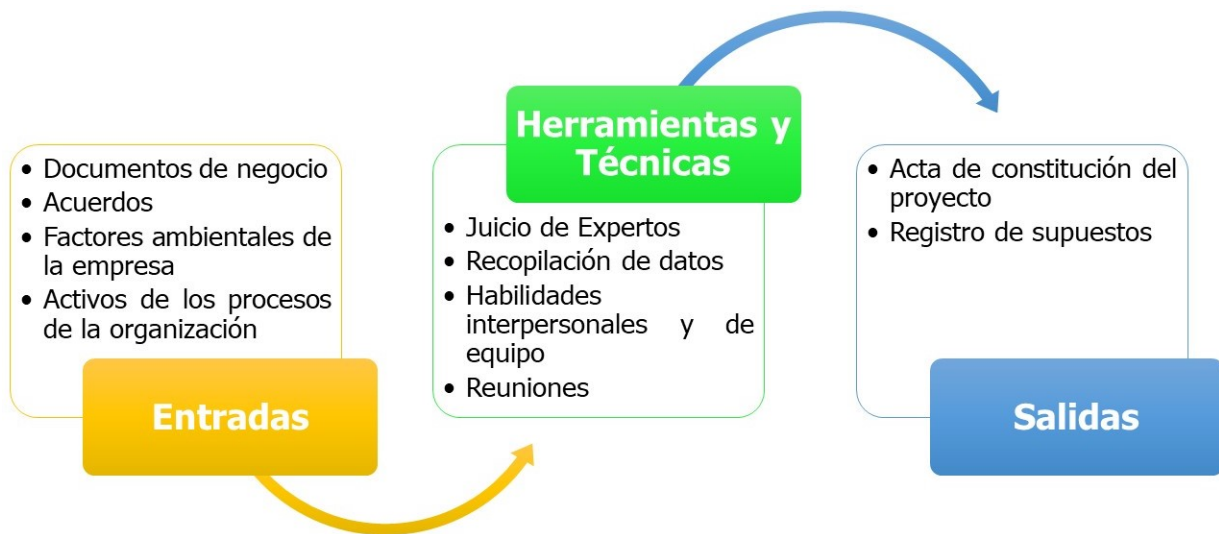 • Documentos de negocio
• Acuerdos
• Factores ambientales de
la empresa
• Activos de los procesos
de la organización
Entradas
Herramientas y
Técnicas
• Juicio de Expertos
• Recopilación de datos
• Habilidades
interpersonales y de
equipo
• Reuniones
• Acta de constitución del
proyecto
• Registro de supuestos
Salidas